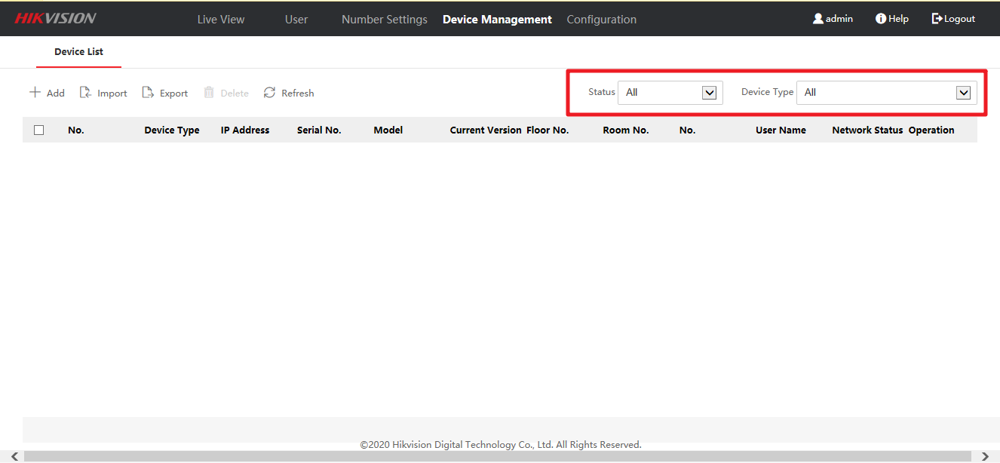 HIKVISION Live View User Number Settings Device Management Configuration admin Help Logout
Device List
Add Import Export Delete Refresh Status All Device Type All
No. Device Type IP Address Serial No. Model Current Version Floor No. Room No. No. User Name Network Status Operation
©2020 Hikvision Digital Technology Co., Ltd. All Rights Reserved.